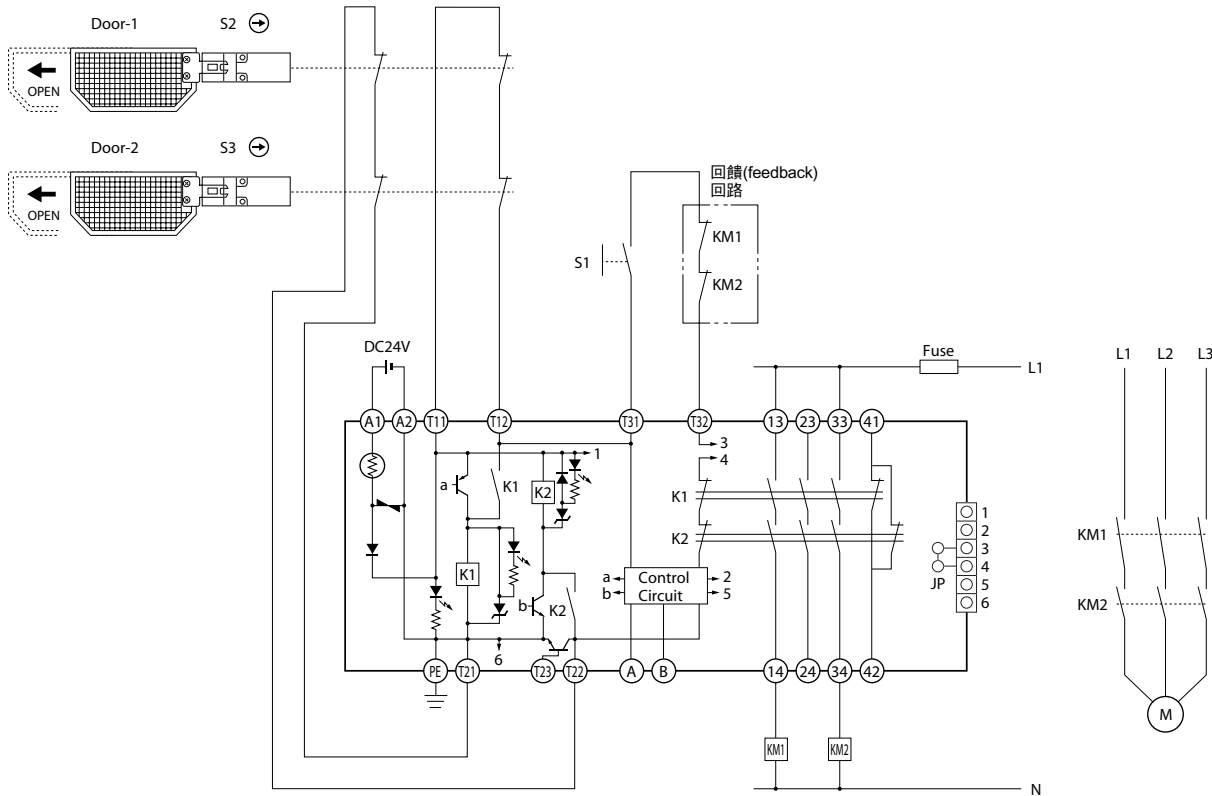 Door-1
S2
OPEN
Door-2
S3
OPEN
回饋(feedback)
回路
KM1
S1
KM2
DC24V
Fuse
L1
L1 L2 L3
A1 A2 T11 T12 T31 T32 13 23 33 41
1
3
4
a
K1
K2
K1
1
2
3
4
5
6
JP
K2
K1
a
b
Control
Circuit
2
5
b
K2
6
PE T21 T23 T22 A B 14 24 34 42
KM1
KM2
M
KM1 KM2
N